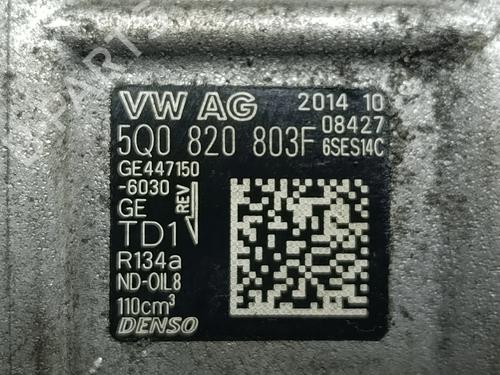 VW AG 2014 10
08427
5Q0 820 803F 6SES14C
GE447150
-6030
GE REV
TD1
R134a
ND-OIL8
110cm³
DENSO